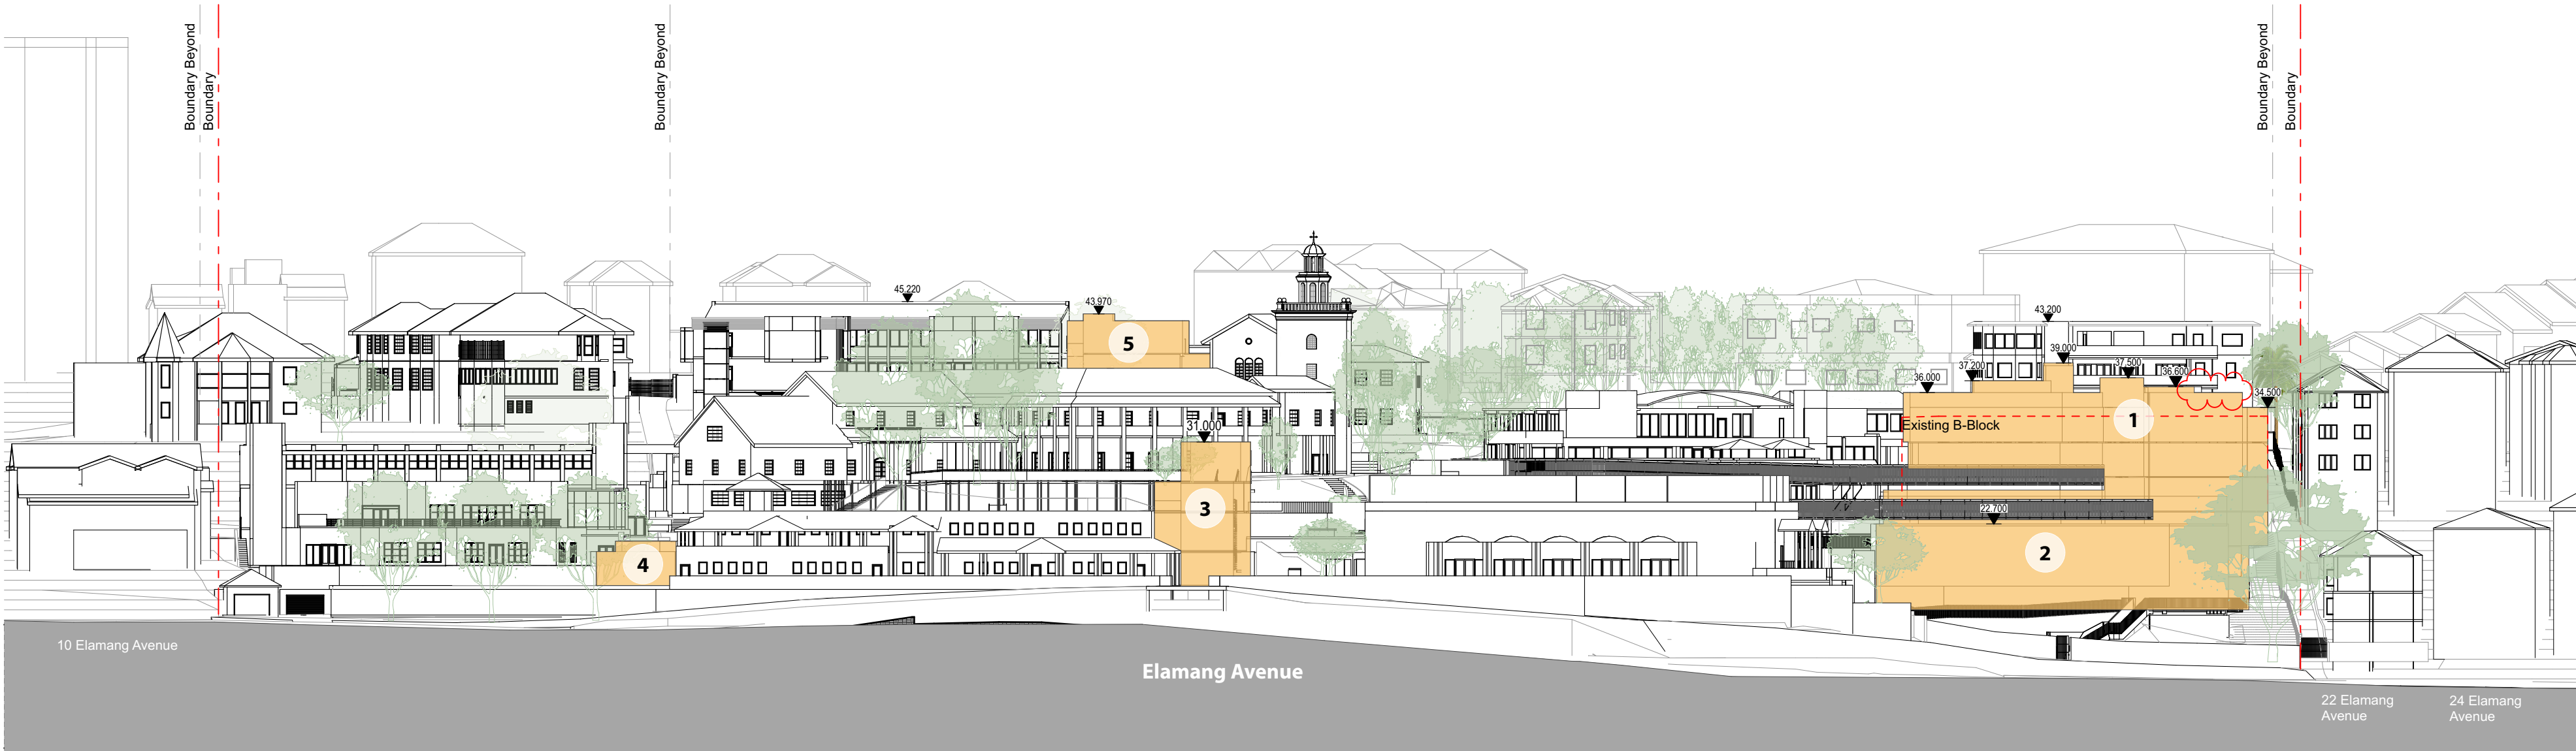 Boundary Beyond
Boundary
Boundary Beyond
Boundary Beyond
Boundary
45.220
43.970
5
43.200
39.000
37.500
37.200
36.600
36.000
34.500
1
Existing B-Block
31.000
3
22.700
2
4
10 Elamang Avenue
Elamang Avenue
22 Elamang
Avenue
24 Elamang
Avenue